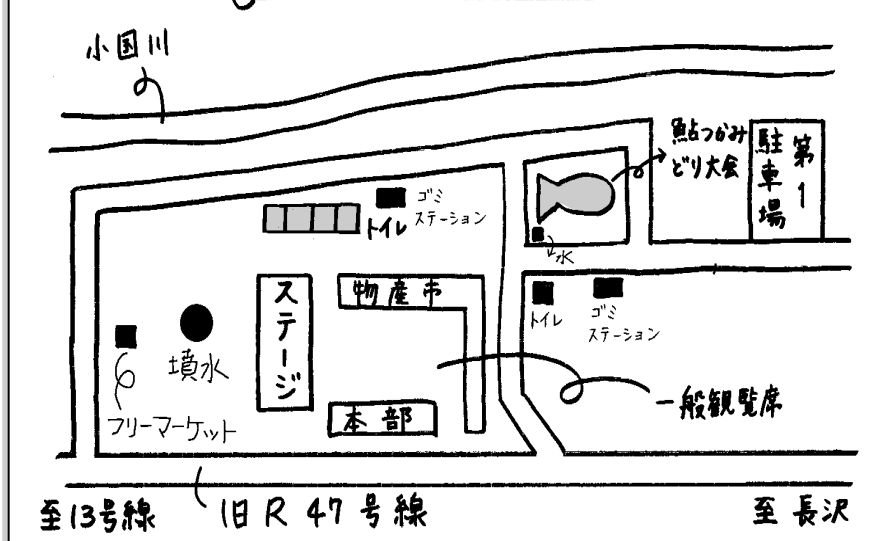 小国川
鮎つかみ
どり大会
第1
駐車場
ゴミ
ステーション
トイレ
水
物産市
ステージ
トイレ
ゴミ
ステーション
墳水
フリーマーケット
本部
一般観覧席
至13号線
旧R47号線
至長沢